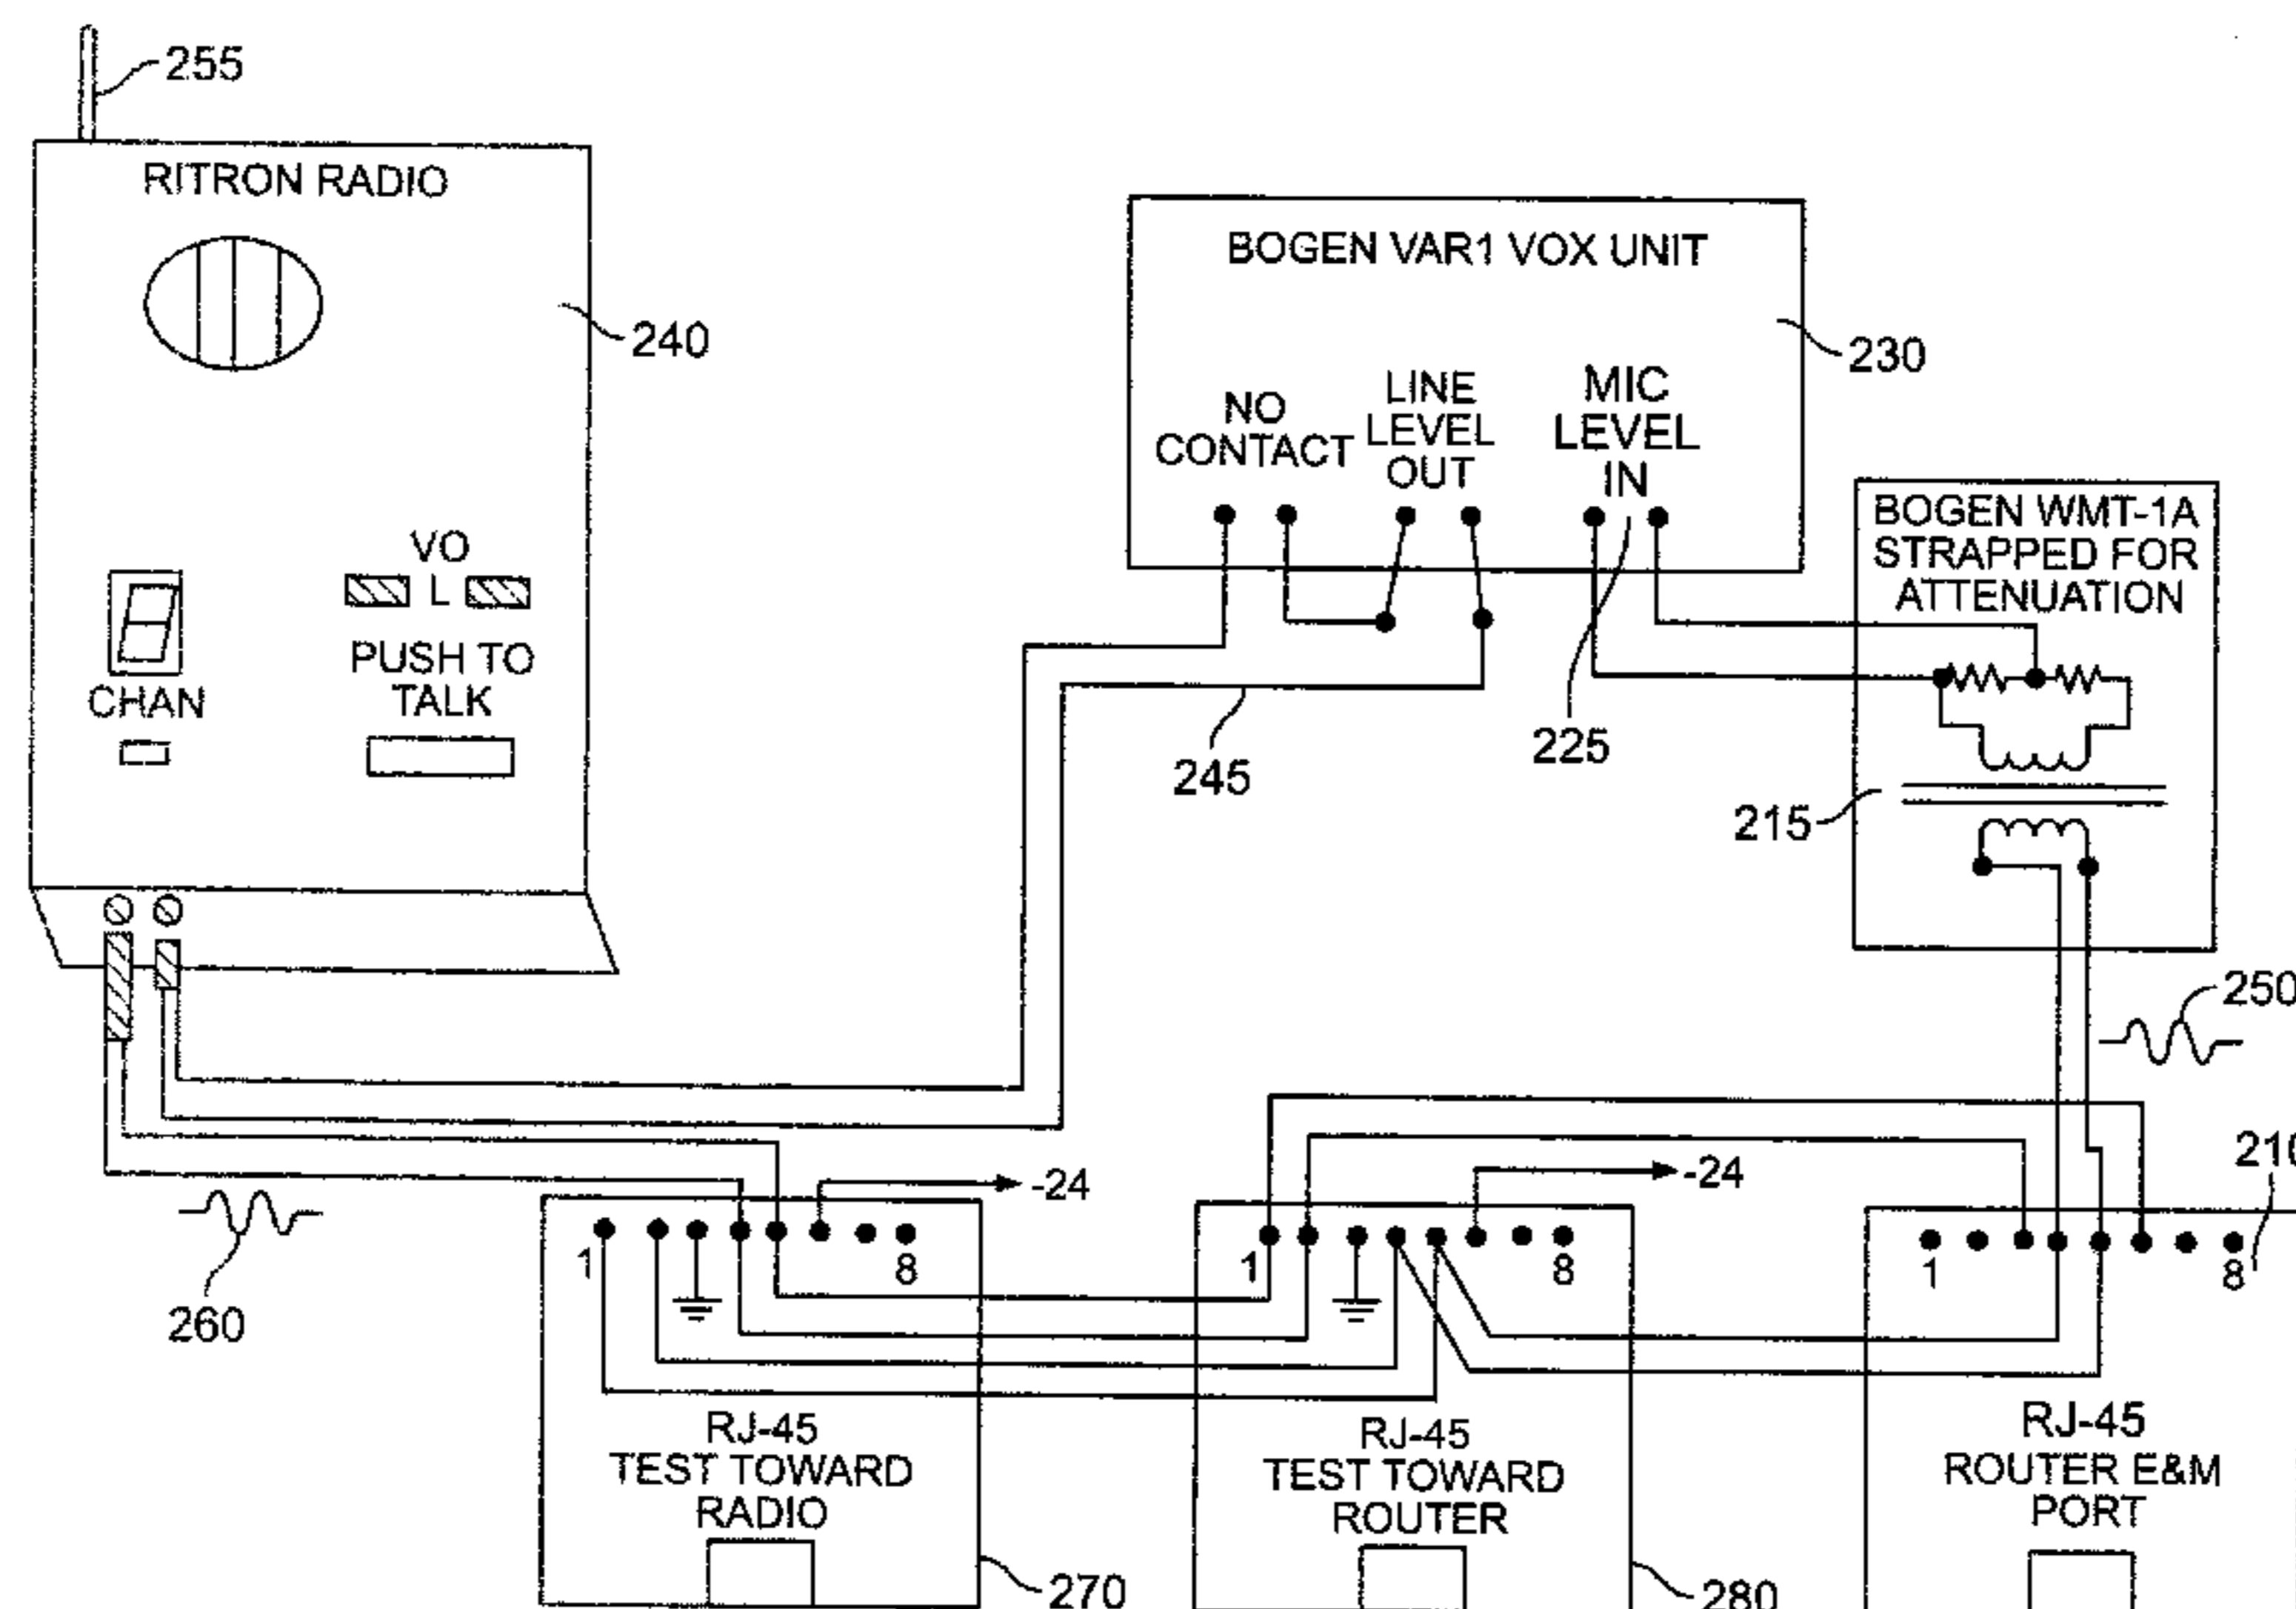 255
RITRON RADIO
240
VO
L
CHAN
PUSH TO
TALK
BOGEN VAR1 VOX UNIT
230
NO
CONTACT
LINE
LEVEL
OUT
MIC
LEVEL
IN
245
225
BOGEN WMT-1A
STRAPPED FOR
ATTENUATION
215
250
210
260
-24
1
8
RJ-45
TEST TOWARD
RADIO
270
-24
1
8
RJ-45
TEST TOWARD
ROUTER
280
1
8
RJ-45
ROUTER E&M
PORT